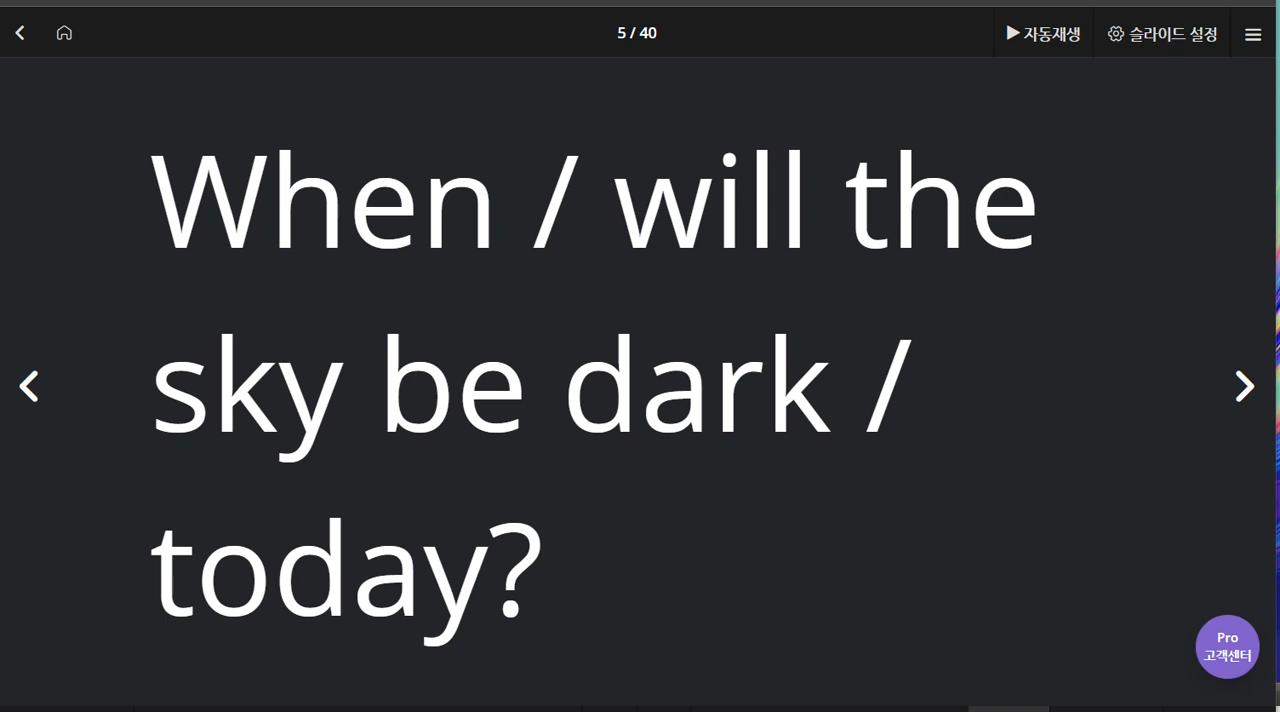 5 / 40
▶ 자동재생
슬라이드 설정
When / will the
sky be dark /
today?
Pro
고객센터